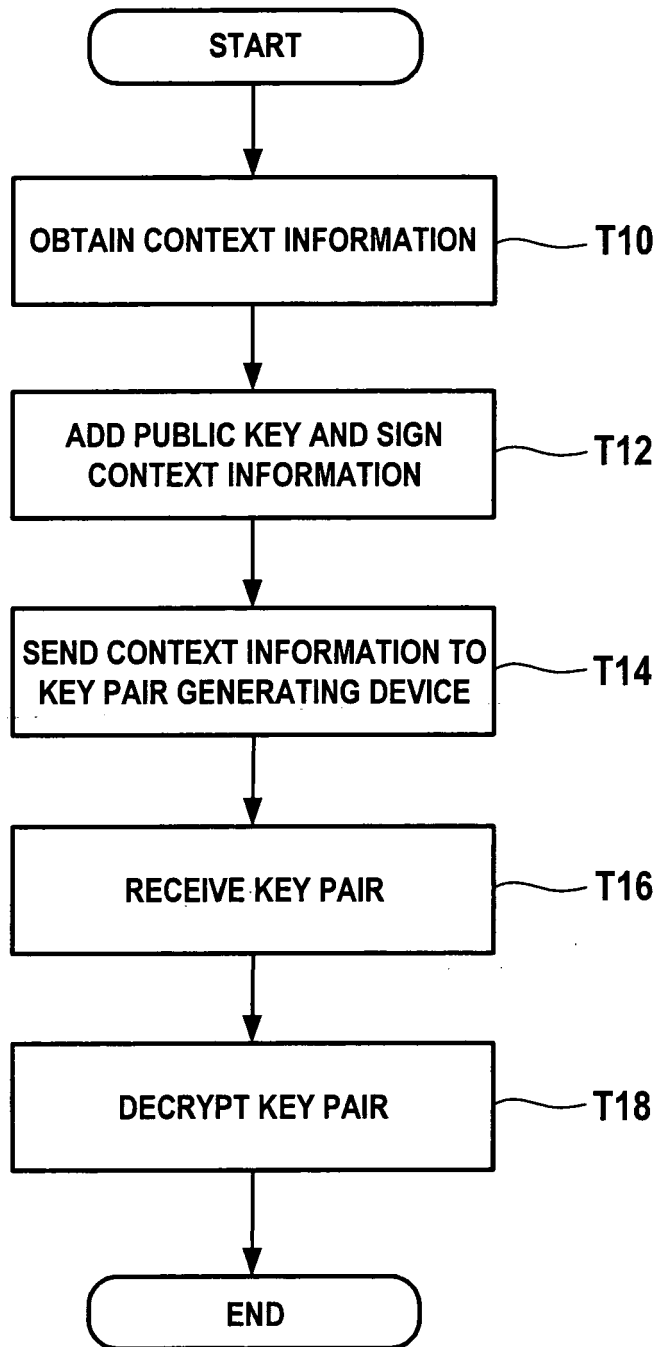 START
OBTAIN CONTEXT INFORMATION
T10
ADD PUBLIC KEY AND SIGN
CONTEXT INFORMATION
T12
SEND CONTEXT INFORMATION TO
KEY PAIR GENERATING DEVICE
T14
RECEIVE KEY PAIR
T16
DECRYPT KEY PAIR
T18
END